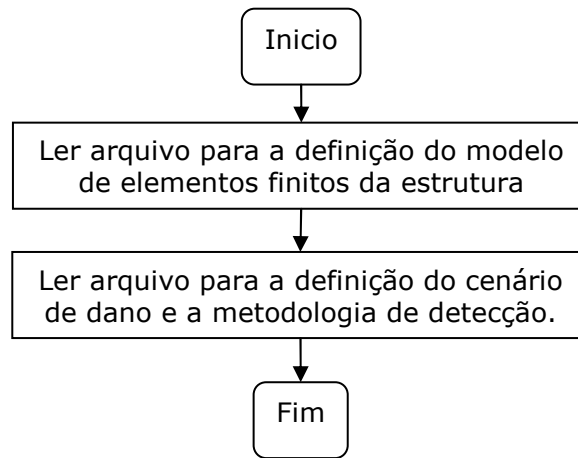 Inicio
Ler arquivo para a definição do modelo
de elementos finitos da estrutura
Ler arquivo para a definição do cenário
de dano e a metodologia de detecção.
Fim